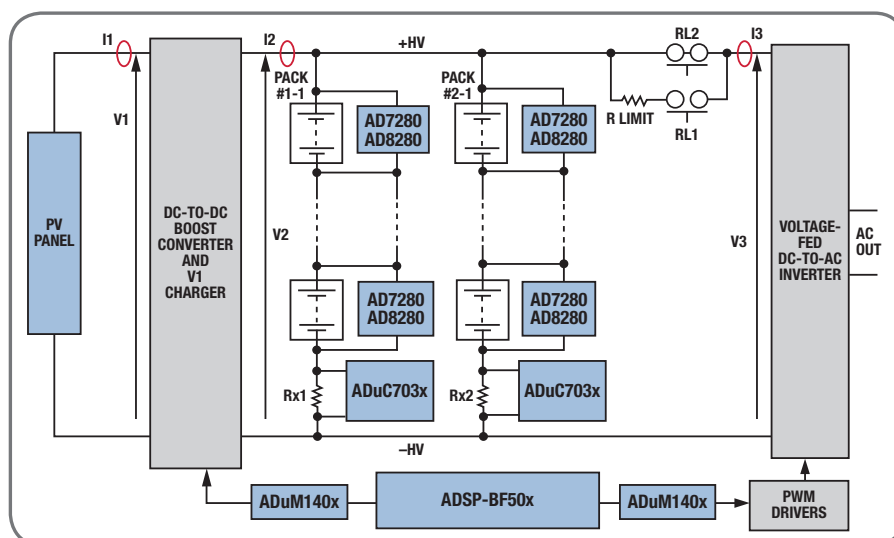 I1
I2
+HV
RL2
I3
PACK
#1-1
PACK
#2-1
V1
AD7280
AD8280
AD7280
AD8280
R LIMIT
RL1
PV
PANEL
DC-TO-DC
BOOST
CONVERTER
AND
V1
CHARGER
V2
V3
VOLTAGE-
FED
DC-TO-AC
INVERTER
AC
OUT
AD7280
AD8280
AD7280
AD8280
Rx1
ADuC703x
Rx2
ADuC703x
–HV
ADuM140x
ADSP-BF50x
ADuM140x
PWM
DRIVERS